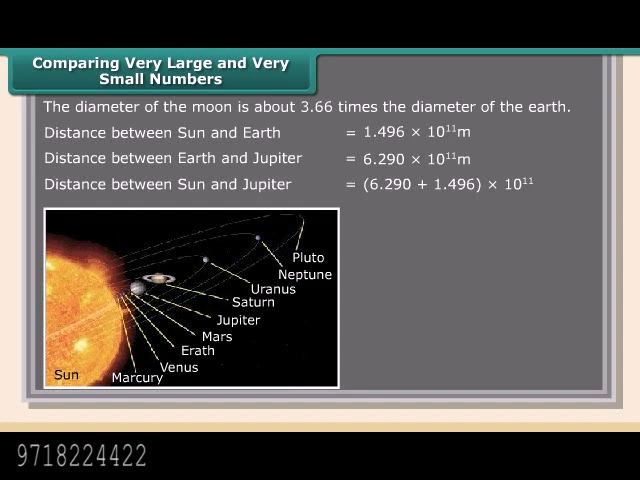 Comparing Very Large and Very
Small Numbers
The diameter of the moon is about 3.66 times the diameter of the earth.
Distance between Sun and Earth = 1.496 × 10¹¹m
Distance between Earth and Jupiter = 6.290 × 10¹¹m
Distance between Sun and Jupiter = (6.290 + 1.496) × 10¹¹
Pluto
Neptune
Uranus
Saturn
Jupiter
Mars
Erath
Venus
Marcury
Sun
9718224422